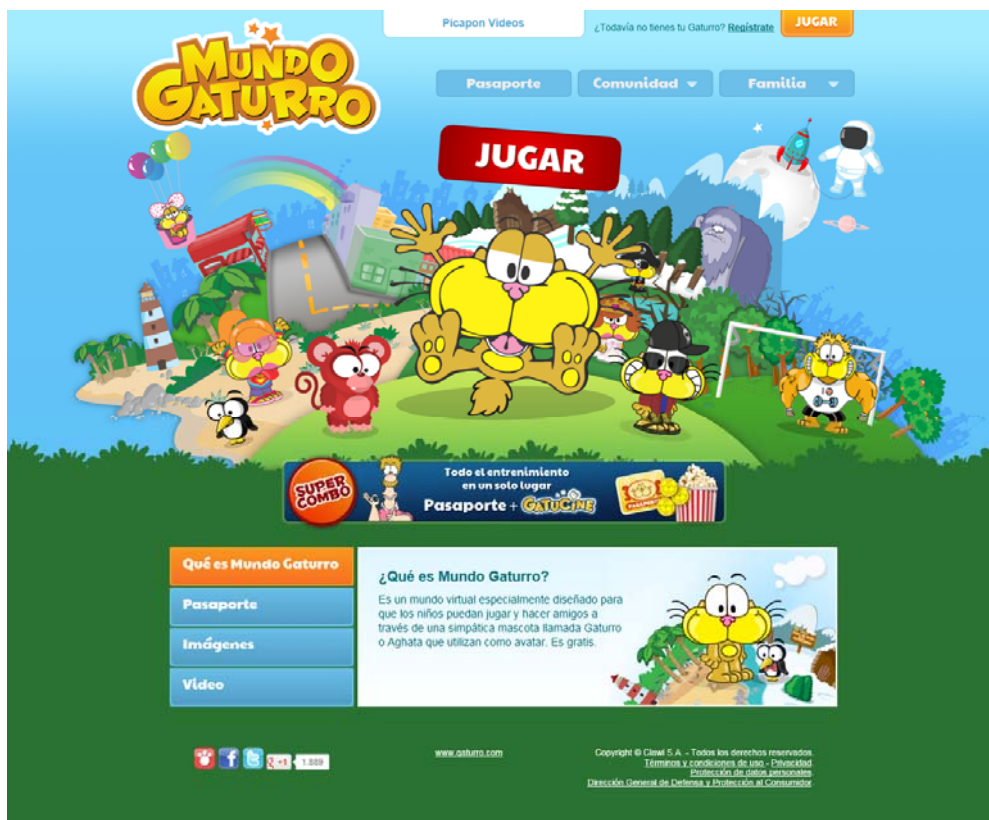 Picapon Videos
¿Todavía no tienes tu Gaturro? Regístrate
JUGAR
MUNDO
GATURRO
Pasaporte
Comunidad
Familia
JUGAR
SUPER
COMBO
Todo el entrenimiento
en un solo lugar
Pasaporte + GATUCINE
Qué es Mundo Gaturro
Pasaporte
Imágenes
Video
¿Qué es Mundo Gaturro?
Es un mundo virtual especialmente diseñado para
que los niños puedan jugar y hacer amigos a
través de una simpática mascota llamada Gaturro
o Aghata que utilizan como avatar. Es gratis.
+1
1.889
www.gaturro.com
Copyright © Clawi S.A. - Todos los derechos reservados.
Términos y condiciones de uso - Privacidad.
Protección de datos personales.
Dirección General de Defensa y Protección al Consumidor